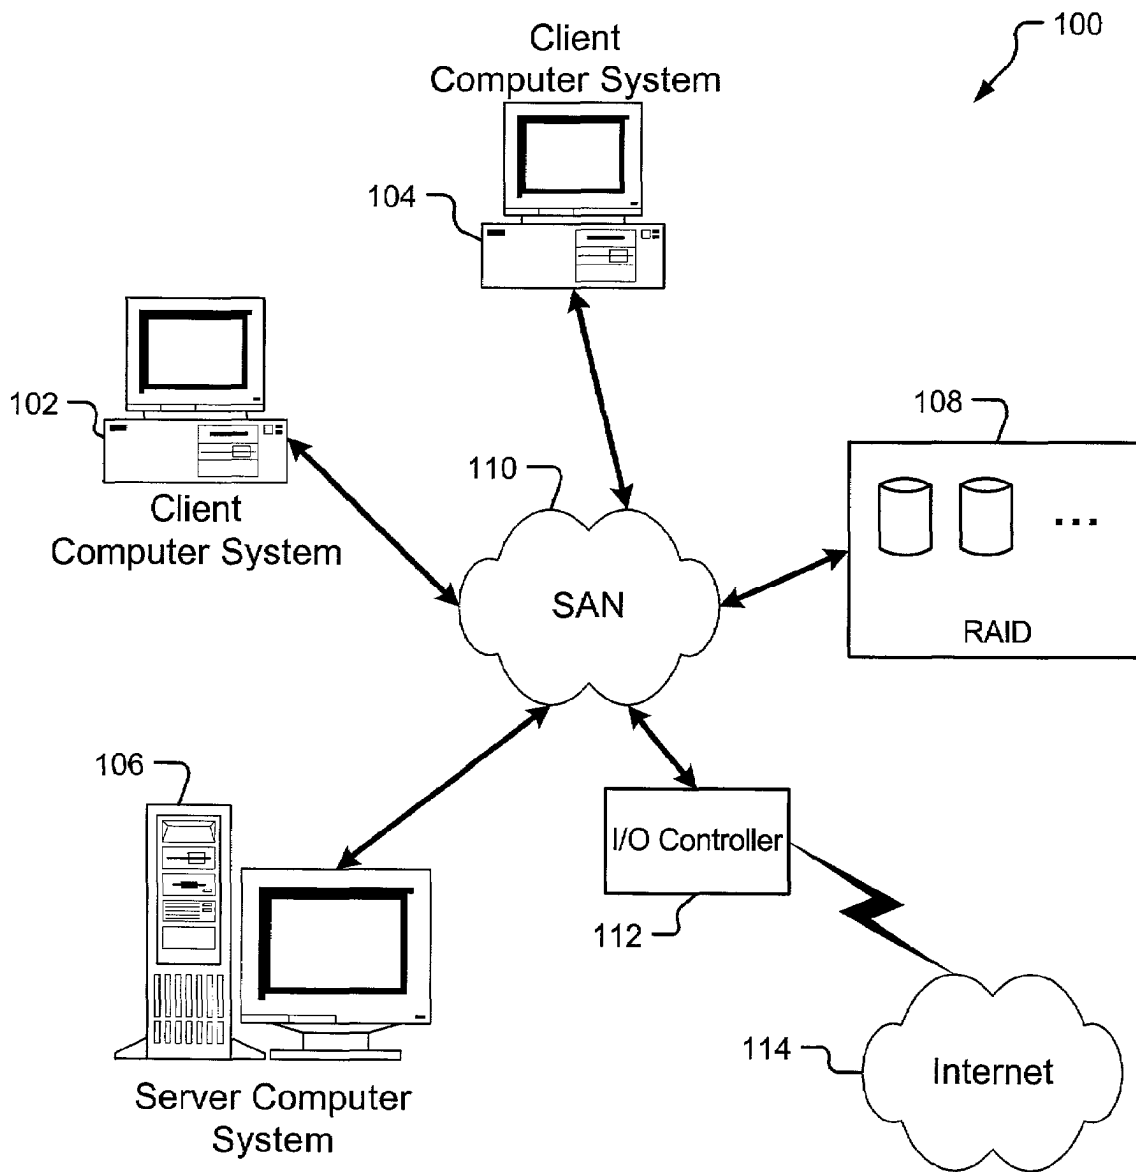 100
Client
Computer System
104
102
Client
Computer System
108
110
SAN
...
RAID
106
I/O Controller
112
Server Computer
System
114
Internet